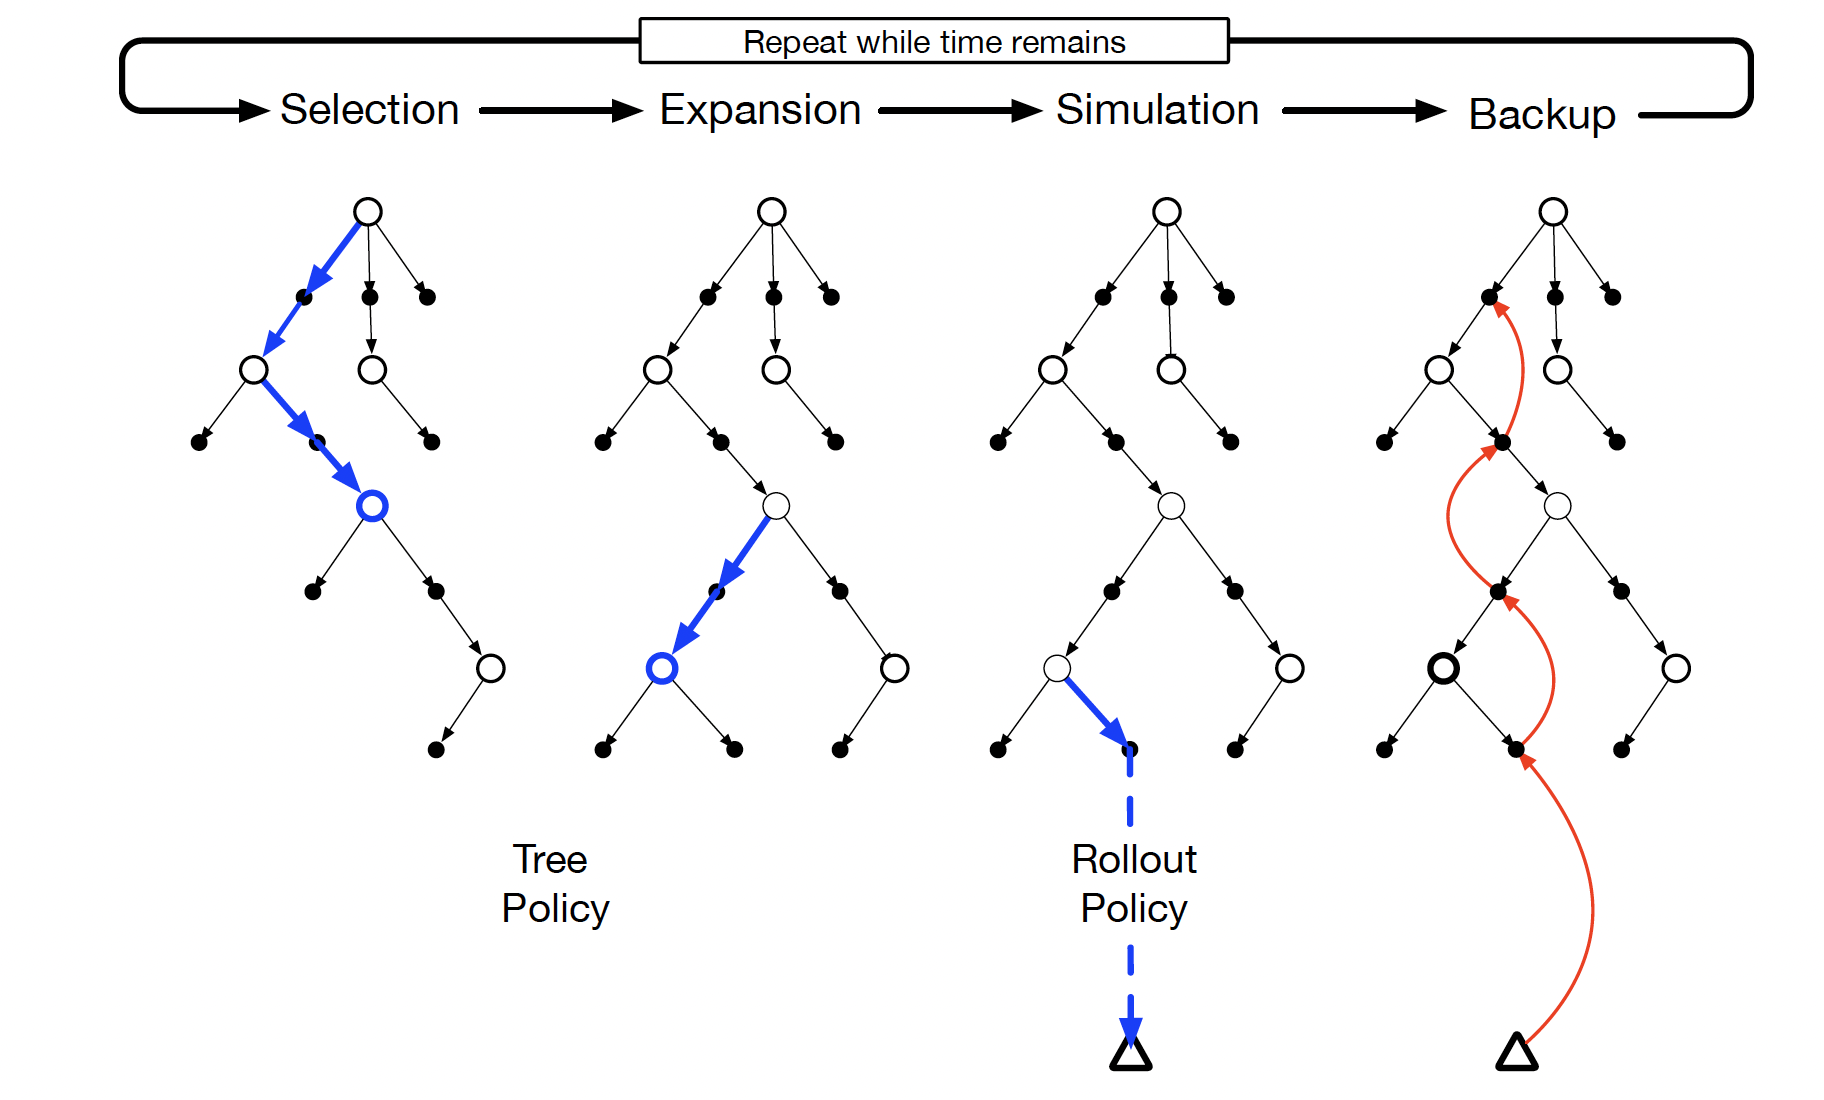 Repeat while time remains
Selection
Expansion
Simulation
Backup
Tree
Policy
Rollout
Policy